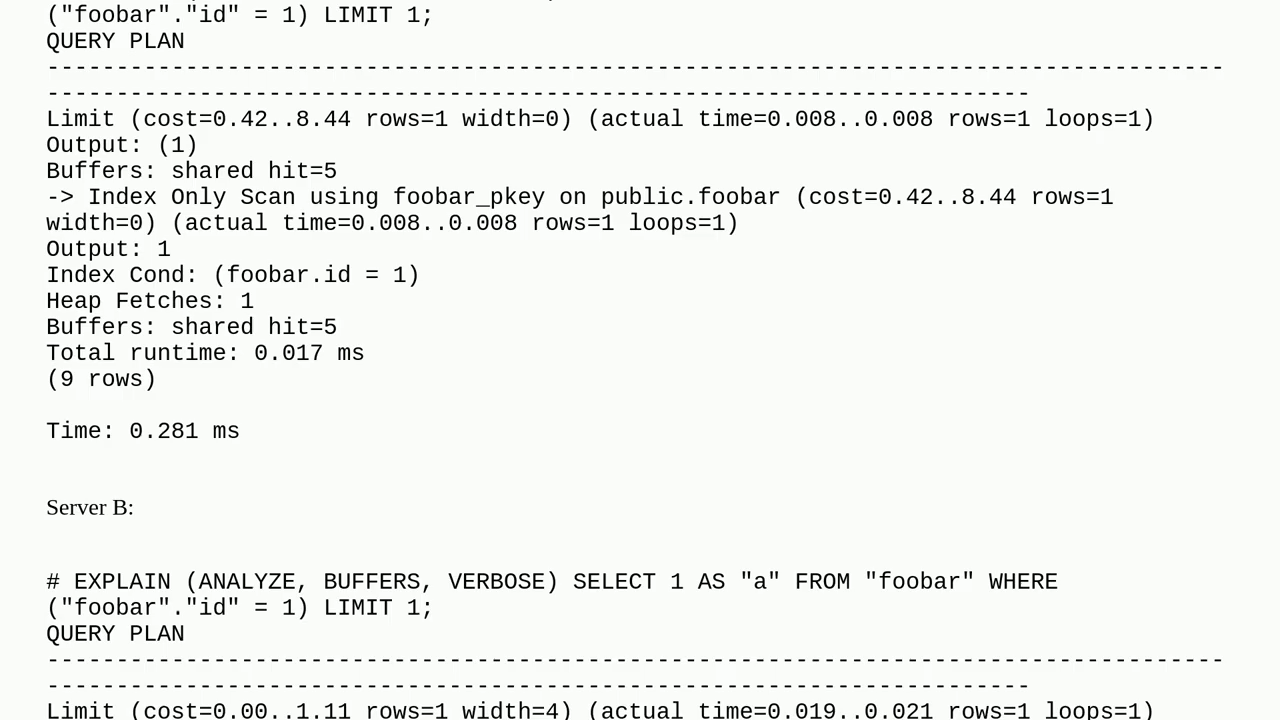 ("foobar"."id" = 1) LIMIT 1;
QUERY PLAN
-------------------------------------------------------------------------------------
-----------------------------------------------------------------------
Limit (cost=0.42..8.44 rows=1 width=0) (actual time=0.008..0.008 rows=1 loops=1)
Output: (1)
Buffers: shared hit=5
-> Index Only Scan using foobar_pkey on public.foobar (cost=0.42..8.44 rows=1
width=0) (actual time=0.008..0.008 rows=1 loops=1)
Output: 1
Index Cond: (foobar.id = 1)
Heap Fetches: 1
Buffers: shared hit=5
Total runtime: 0.017 ms
(9 rows)
Time: 0.281 ms
Server B:
# EXPLAIN (ANALYZE, BUFFERS, VERBOSE) SELECT 1 AS "a" FROM "foobar" WHERE
("foobar"."id" = 1) LIMIT 1;
QUERY PLAN
-------------------------------------------------------------------------------------
-----------------------------------------------------------------------
Limit (cost=0.00..1.11 rows=1 width=4) (actual time=0.019..0.021 rows=1 loops=1)